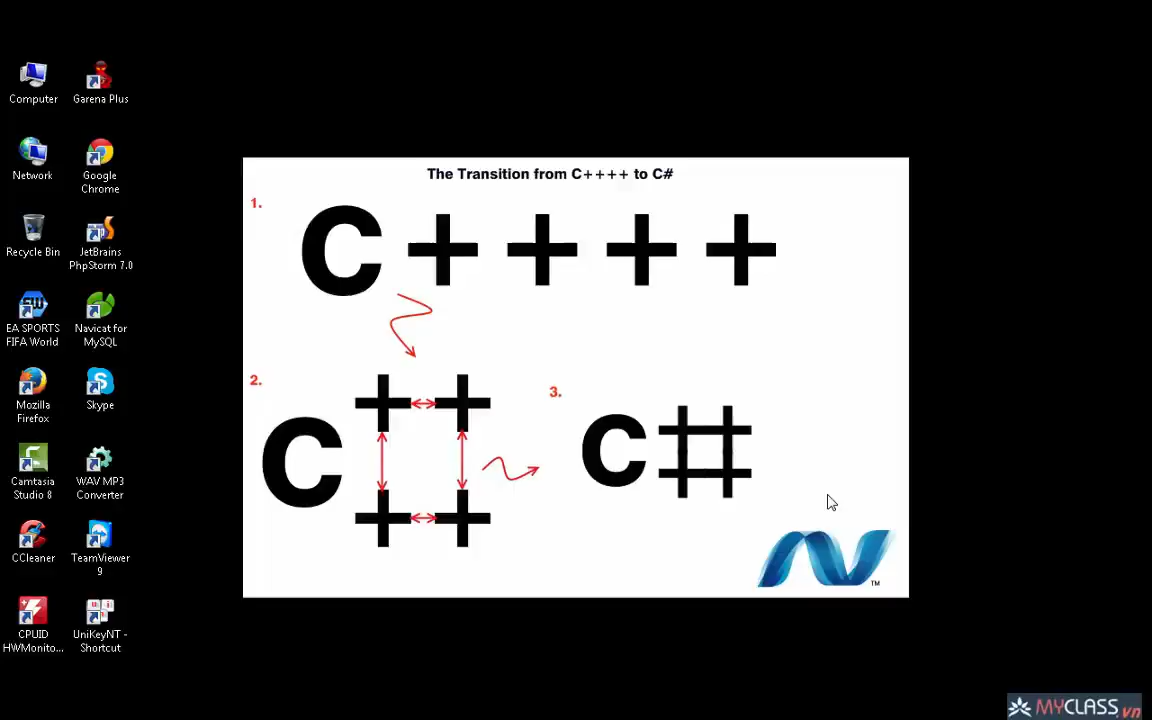 Computer
Garena Plus
Network
Google
Chrome
Recycle Bin
JetBrains
PhpStorm 7.0
EA SPORTS
FIFA World
Navicat for
MySQL
Mozilla
Firefox
Skype
Camtasia
Studio 8
WAV MP3
Converter
CCleaner
TeamViewer
9
CPUID
HWMonito...
UniKeyNT -
Shortcut
The Transition from C++++ to C#
1.
C++++
2.
C++
++
3.
C#
TM
MYCLASS.vn